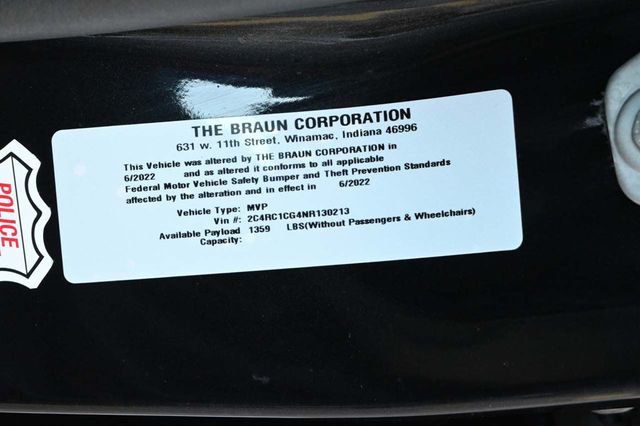 THE BRAUN CORPORATION
631 w. 11th Street, Winamac, Indiana 46996
This Vehicle was altered by THE BRAUN CORPORATION in
6/2022 and as altered it conforms to all applicable
Federal Motor Vehicle Safety Bumper and Theft Prevention Standards
affected by the alteration and in effect in 6/2022
Vehicle Type: MVP
Vin #: 2C4RC1CG4NR130213
Available Payload 1359 LBS(Without Passengers & Wheelchairs)
Capacity:
POLICE